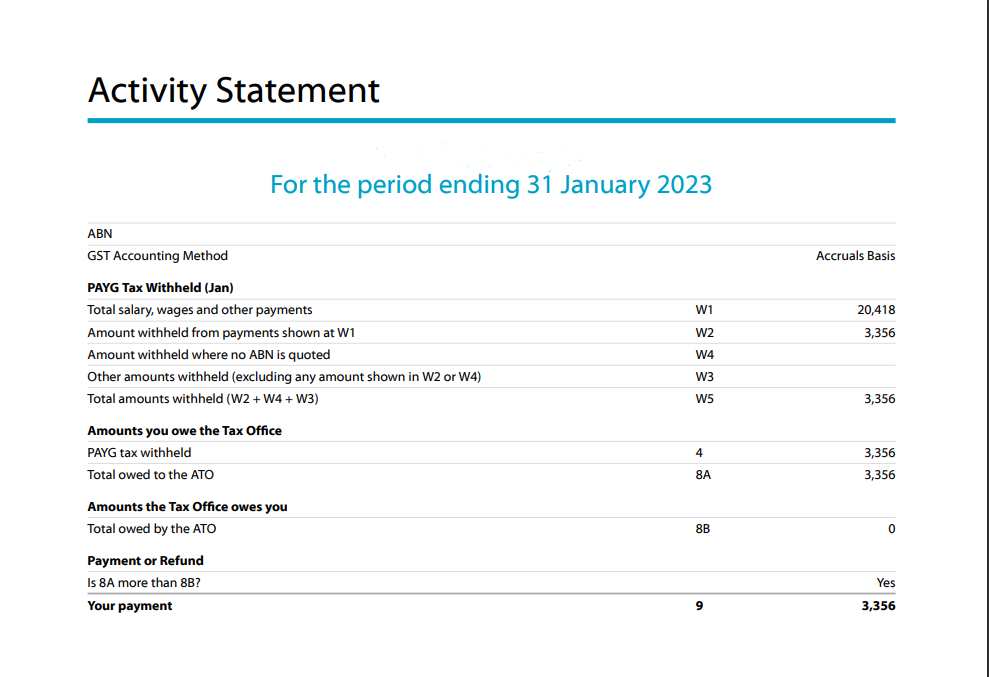 Activity Statement
For the period ending 31 January 2023
ABN
GST Accounting Method Accruals Basis
PAYG Tax Withheld (Jan)
Total salary, wages and other payments W1 20,418
Amount withheld from payments shown at W1 W2 3,356
Amount withheld where no ABN is quoted W4
Other amounts withheld (excluding any amount shown in W2 or W4) W3
Total amounts withheld (W2 + W4 + W3) W5 3,356
Amounts you owe the Tax Office
PAYG tax withheld 4 3,356
Total owed to the ATO 8A 3,356
Amounts the Tax Office owes you
Total owed by the ATO 8B 0
Payment or Refund
Is 8A more than 8B? Yes
Your payment 9 3,356